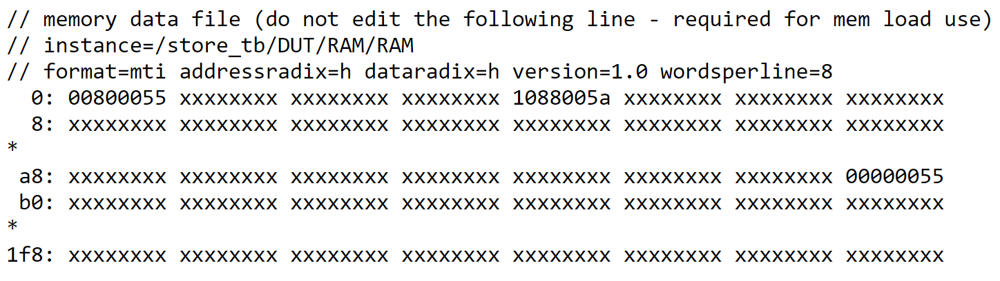 // memory data file (do not edit the following line - required for mem load use)
// instance=/store_tb/DUT/RAM/RAM
// format=mti addressradix=h dataradix=h version=1.0 wordsperline=8
  0: 00800055 xxxxxxxx xxxxxxxx xxxxxxxx 1088005a xxxxxxxx xxxxxxxx xxxxxxxx
  8: xxxxxxxx xxxxxxxx xxxxxxxx xxxxxxxx xxxxxxxx xxxxxxxx xxxxxxxx xxxxxxxx
*
 a8: xxxxxxxx xxxxxxxx xxxxxxxx xxxxxxxx xxxxxxxx xxxxxxxx xxxxxxxx 00000055
 b0: xxxxxxxx xxxxxxxx xxxxxxxx xxxxxxxx xxxxxxxx xxxxxxxx xxxxxxxx xxxxxxxx
*
1f8: xxxxxxxx xxxxxxxx xxxxxxxx xxxxxxxx xxxxxxxx xxxxxxxx xxxxxxxx xxxxxxxx